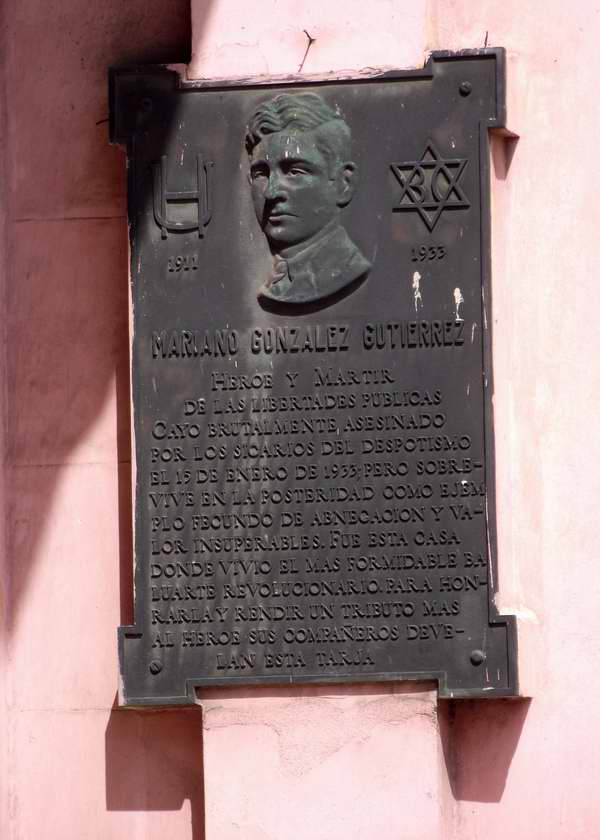 HU
30
1911
1933
MARIANO GONZALEZ GUTIERREZ
HEROE Y MARTIR
DE LAS LIBERTADES PUBLICAS
CAYO BRUTALMENTE, ASESINADO
POR LOS SICARIOS DEL DESPOTISMO
EL 15 DE ENERO DE 1933; PERO SOBRE-
VIVE EN LA POSTERIDAD COMO EJEM
PLO FECUNDO DE ABNEGACION Y VA-
LOR INSUPERABLES. FUE ESTA CASA
DONDE VIVIO EL MAS FORMIDABLE BA
LUARTE REVOLUCIONARIO. PARA HON-
RARLA Y RENDIR UN TRIBUTO MAS
AL HEROE SUS COMPAÑEROS DEVE-
LAN ESTA TARJA